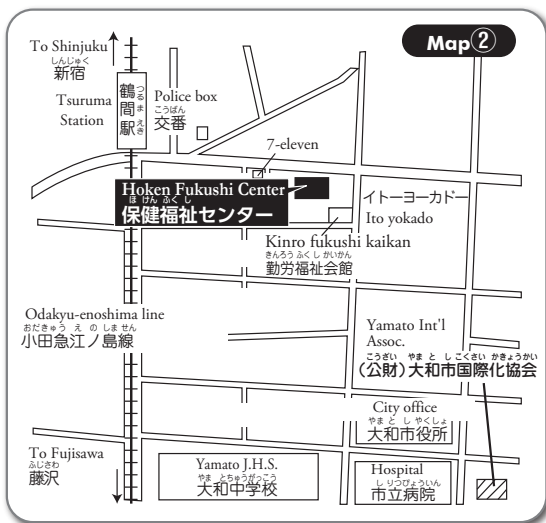 Map②
To Shinjuku
しんじゅく
新宿
Tsuruma
Station
つるまえき
鶴間駅
Police box
こうばん
交番
7-eleven
Hoken Fukushi Center
ほけんふくし
保健福祉センター
イトーヨーカドー
Ito yokado
Kinro fukushi kaikan
きんろうふくしかいかん
勤労福祉会館
Odakyu-enoshima line
おだきゅうえのしません
小田急江ノ島線
Yamato Int'l
Assoc.
こうざい やまとしこくさいかきょうかい
(公財)大和市国際化協会
City office
やまとしやくしょ
大和市役所
To Fujisawa
ふじさわ
藤沢
Yamato J.H.S.
やまとちゅうがっこう
大和中学校
Hospital
しりつびょういん
市立病院